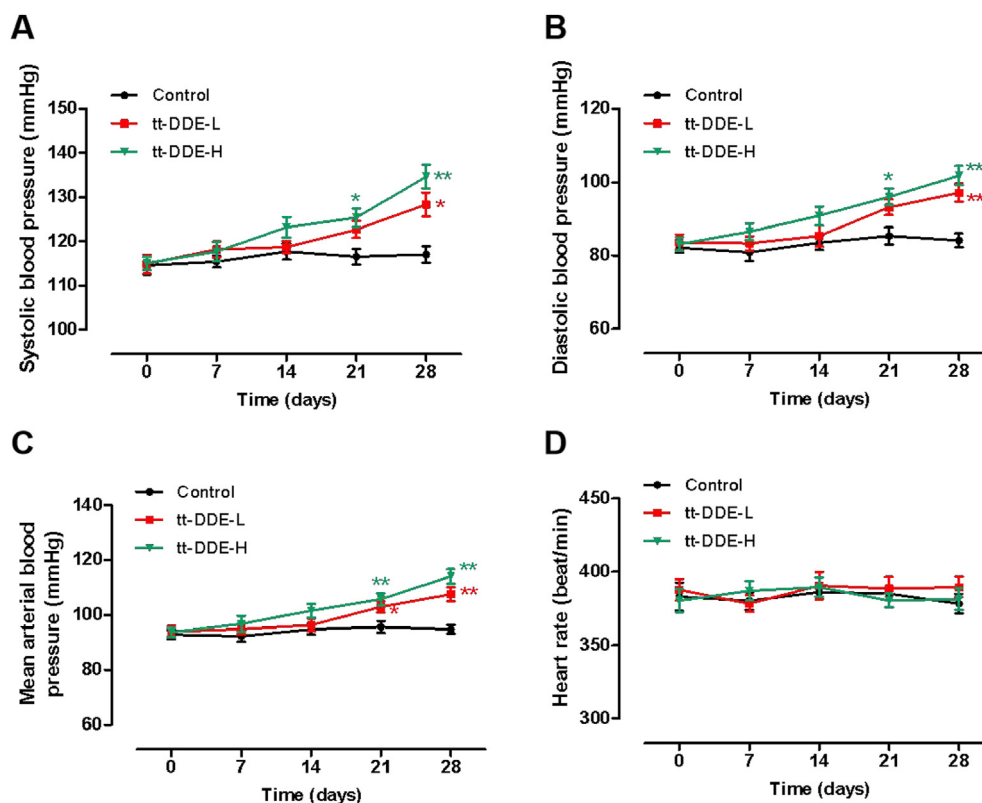 A
Systolic blood pressure (mmHg)
Control
tt-DDE-L
tt-DDE-H
150
140
130
120
110
100
*
**
*
0 7 14 21 28
Time (days)
B
Diastolic blood pressure (mmHg)
Control
tt-DDE-L
tt-DDE-H
120
100
80
60
*
**
**
0 7 14 21 28
Time (days)
C
Mean arterial blood
pressure (mmHg)
Control
tt-DDE-L
tt-DDE-H
140
120
100
80
60
**
*
**
**
0 7 14 21 28
Time (days)
D
Heart rate (beat/min)
Control
tt-DDE-L
tt-DDE-H
450
400
350
300
0 7 14 21 28
Time (days)